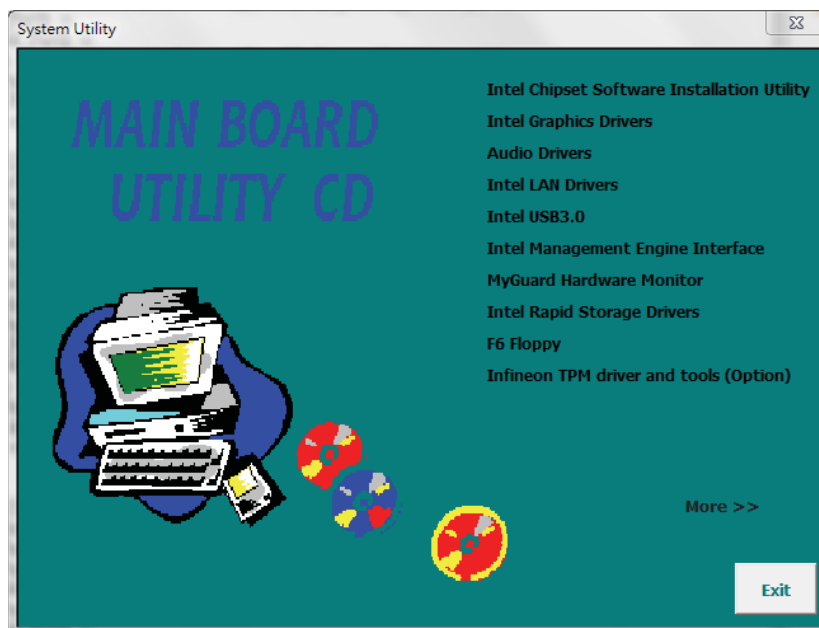 System Utility
MAIN BOARD
UTILITY CD
Intel Chipset Software Installation Utility
Intel Graphics Drivers
Audio Drivers
Intel LAN Drivers
Intel USB3.0
Intel Management Engine Interface
MyGuard Hardware Monitor
Intel Rapid Storage Drivers
F6 Floppy
Infineon TPM driver and tools (Option)
More >>
Exit